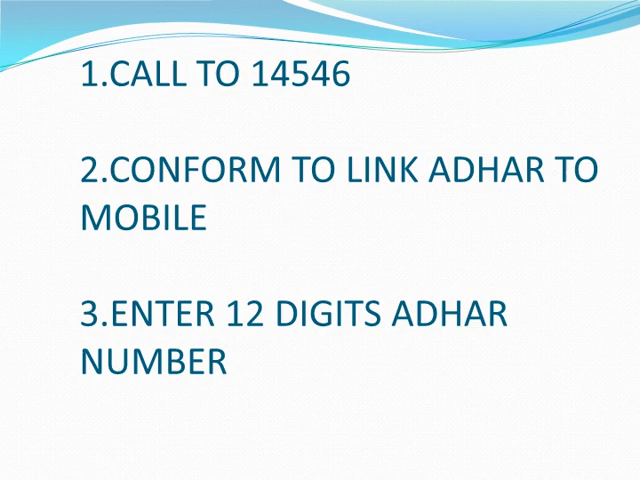 1.CALL TO 14546
2.CONFORM TO LINK ADHAR TO
MOBILE
3.ENTER 12 DIGITS ADHAR
NUMBER